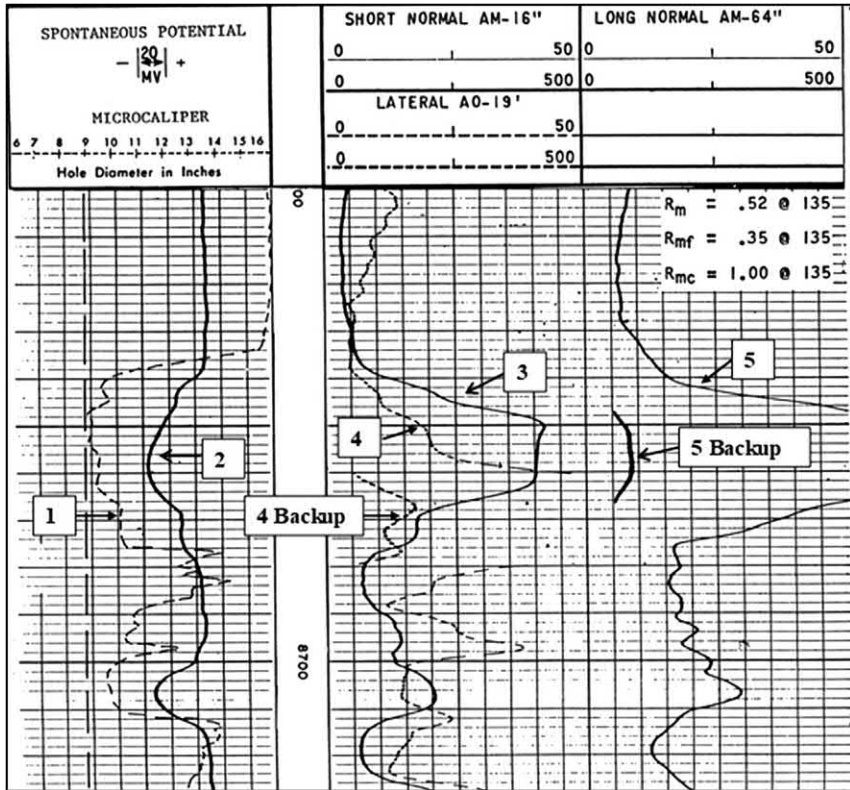 SPONTANEOUS POTENTIAL
- |20| +
MV
MICROCALIPER
6 7 8 9 10 11 12 13 14 15 16
Hole Diameter in Inches
SHORT NORMAL AM-16"
0 50
0 500
LATERAL AO-19'
0 50
0 500
LONG NORMAL AM-64"
0 50
0 500
00
Rm = .52 @ 135
Rmf = .35 @ 135
Rmc = 1.00 @ 135
3
5
4
2
5 Backup
1
4 Backup
8700